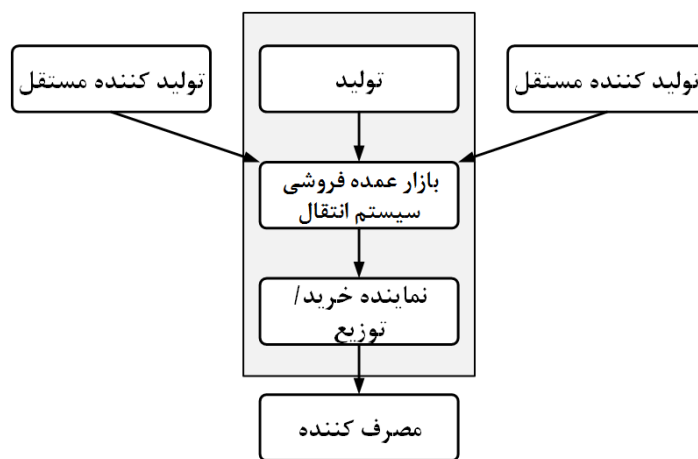 تولید کننده مستقل
تولید
تولید کننده مستقل
بازار عمده فروشی
سیستم انتقال
نماینده خرید/
توزیع
مصرف کننده